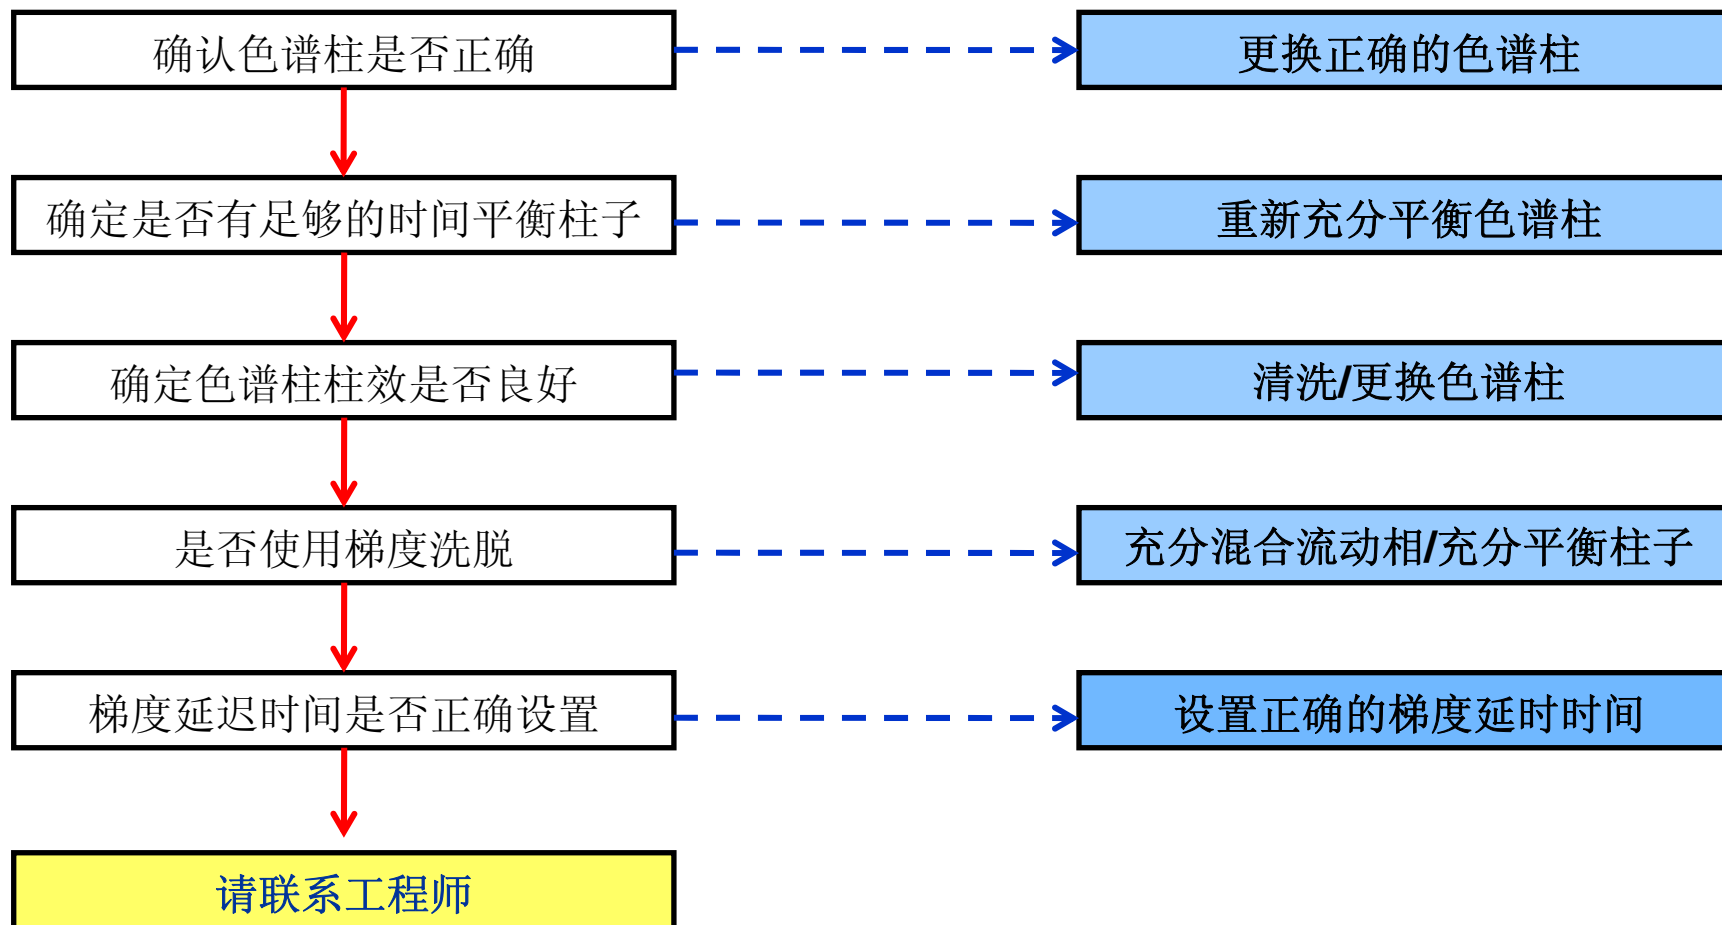 确认色谱柱是否正确
更换正确的色谱柱
确定是否有足够的时间平衡柱子
重新充分平衡色谱柱
确定色谱柱柱效是否良好
清洗/更换色谱柱
是否使用梯度洗脱
充分混合流动相/充分平衡柱子
梯度延迟时间是否正确设置
设置正确的梯度延时时间
请联系工程师